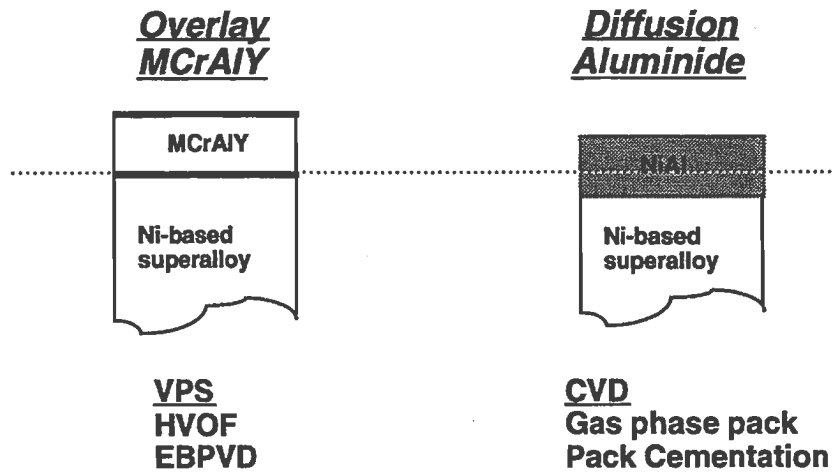 Overlay
MCrAlY
MCrAlY
Ni-based
superalloy
VPS
HVOF
EBPVD
Diffusion
Aluminide
NiAl
Ni-based
superalloy
CVD
Gas phase pack
Pack Cementation